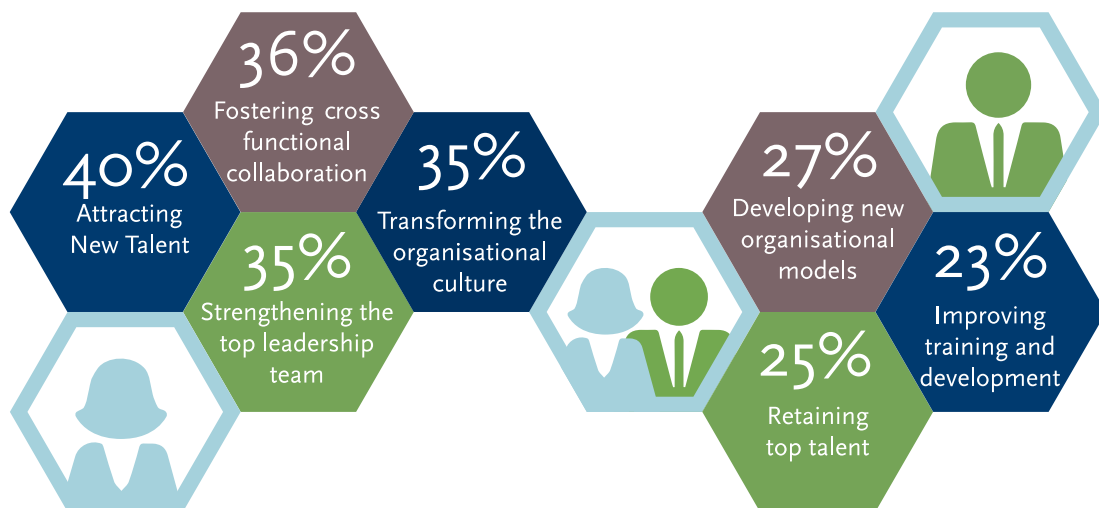 40%
Attracting
New Talent
36%
Fostering cross
functional
collaboration
35%
Strengthening the
top leadership
team
35%
Transforming the
organisational
culture
27%
Developing new
organisational
models
25%
Retaining
top talent
23%
Improving
training and
development